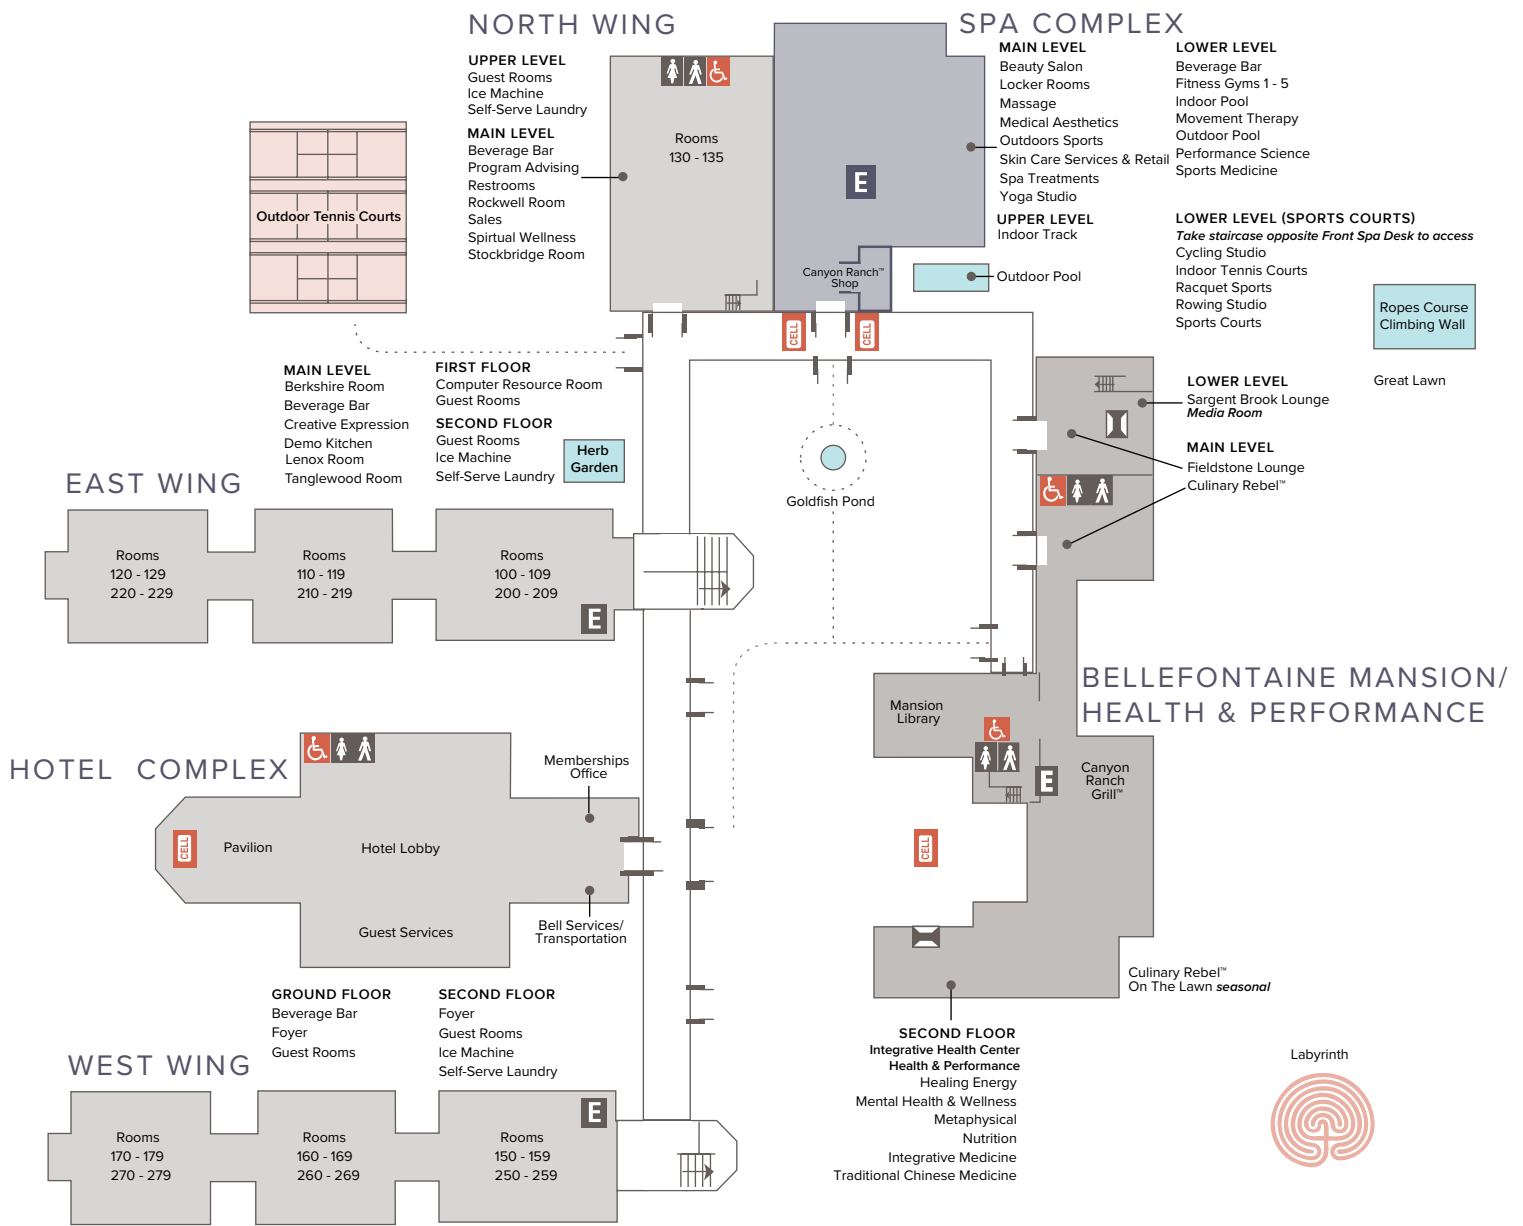 NORTH WING
UPPER LEVEL
Guest Rooms
Ice Machine
Self-Serve Laundry
MAIN LEVEL
Beverage Bar
Program Advising
Restrooms
Rockwell Room
Sales
Spirtual Wellness
Stockbridge Room
Rooms
130 - 135
SPA COMPLEX
MAIN LEVEL
Beauty Salon
Locker Rooms
Massage
Medical Aesthetics
Outdoors Sports
Skin Care Services & Retail
Spa Treatments
Yoga Studio
UPPER LEVEL
Indoor Track
LOWER LEVEL
Beverage Bar
Fitness Gyms 1 - 5
Indoor Pool
Movement Therapy
Outdoor Pool
Performance Science
Sports Medicine
LOWER LEVEL (SPORTS COURTS)
Take staircase opposite Front Spa Desk to access
Cycling Studio
Indoor Tennis Courts
Racquet Sports
Rowing Studio
Sports Courts
E
Canyon Ranch™
Shop
Outdoor Pool
CELL
CELL
Ropes Course
Climbing Wall
Great Lawn
Outdoor Tennis Courts
MAIN LEVEL
Berkshire Room
Beverage Bar
Creative Expression
Demo Kitchen
Lenox Room
Tanglewood Room
FIRST FLOOR
Computer Resource Room
Guest Rooms
SECOND FLOOR
Guest Rooms
Ice Machine
Self-Serve Laundry
Herb
Garden
Goldfish Pond
LOWER LEVEL
Sargent Brook Lounge
Media Room
MAIN LEVEL
Fieldstone Lounge
Culinary Rebel™
EAST WING
Rooms
120 - 129
220 - 229
Rooms
110 - 119
210 - 219
Rooms
100 - 109
200 - 209
E
BELLEFONTAINE MANSION/
HEALTH & PERFORMANCE
Mansion
Library
E
Canyon
Ranch
Grill™
CELL
HOTEL COMPLEX
Memberships
Office
CELL
Pavilion
Hotel Lobby
Guest Services
Bell Services/
Transportation
Culinary Rebel™
On The Lawn seasonal
GROUND FLOOR
Beverage Bar
Foyer
Guest Rooms
SECOND FLOOR
Foyer
Guest Rooms
Ice Machine
Self-Serve Laundry
SECOND FLOOR
Integrative Health Center
Health & Performance
Healing Energy
Mental Health & Wellness
Metaphysical
Nutrition
Integrative Medicine
Traditional Chinese Medicine
Labyrinth
WEST WING
Rooms
170 - 179
270 - 279
Rooms
160 - 169
260 - 269
Rooms
150 - 159
250 - 259
E